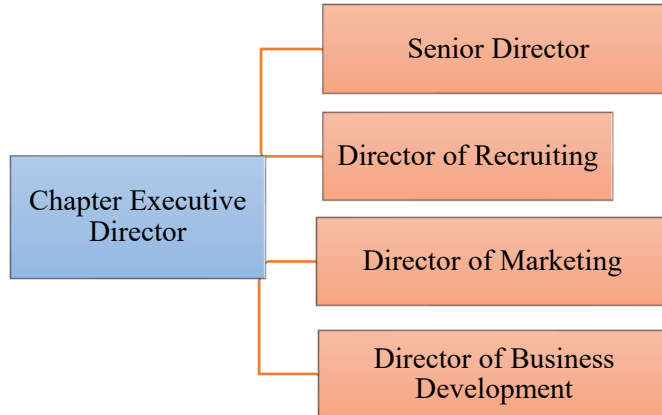 Senior Director
Director of Recruiting
Chapter Executive
Director
Director of Marketing
Director of Business
Development